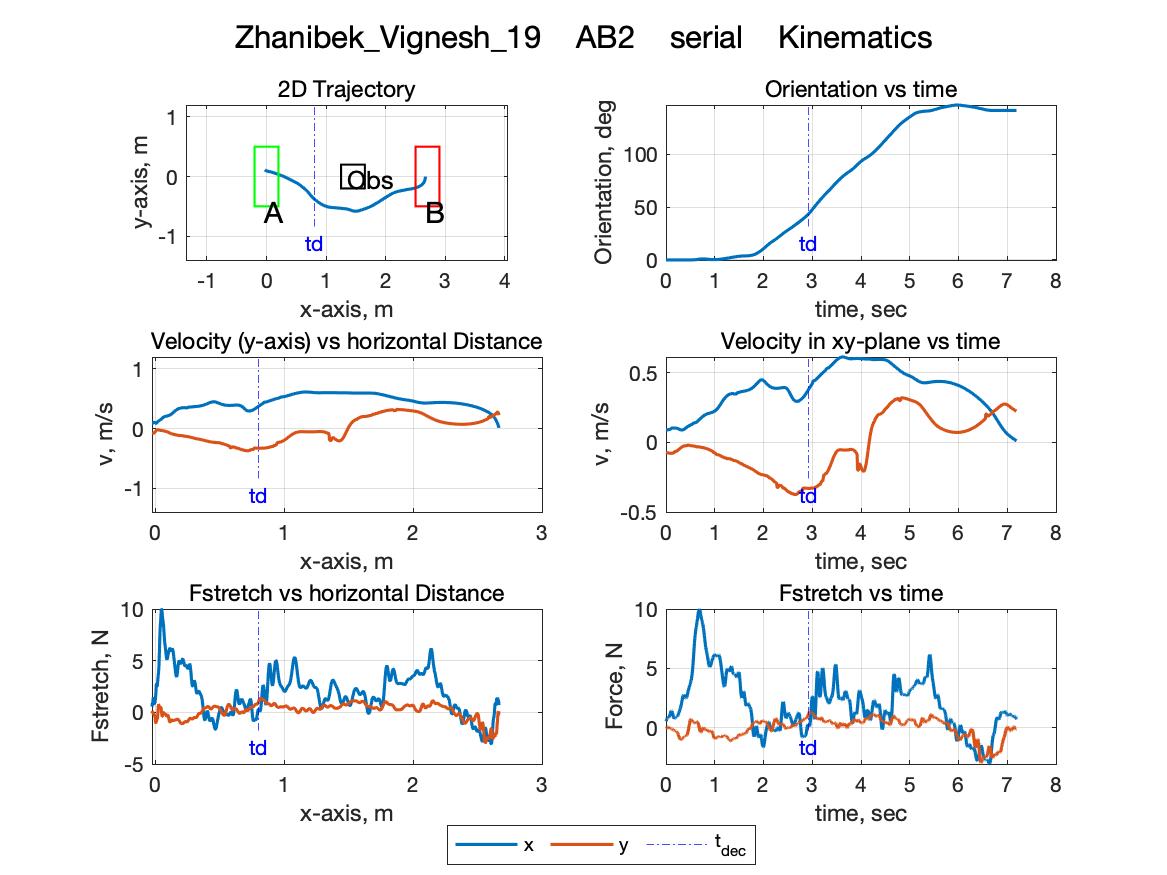 Zhanibek_Vignesh_19 AB2 serial Kinematics
2D Trajectory
y-axis, m
1
0
-1
A
Obs
B
td
-1 0 1 2 3 4
x-axis, m
Orientation vs time
Orientation, deg
100
50
0
td
0 1 2 3 4 5 6 7 8
time, sec
Velocity (y-axis) vs horizontal Distance
v, m/s
1
0
-1
td
0 1 2 3
x-axis, m
Velocity in xy-plane vs time
v, m/s
0.5
0
-0.5
td
0 1 2 3 4 5 6 7 8
time, sec
Fstretch vs horizontal Distance
Fstretch, N
10
5
0
-5
td
0 1 2 3
x-axis, m
Fstretch vs time
Force, N
10
5
0
td
0 1 2 3 4 5 6 7 8
time, sec
x y t_dec